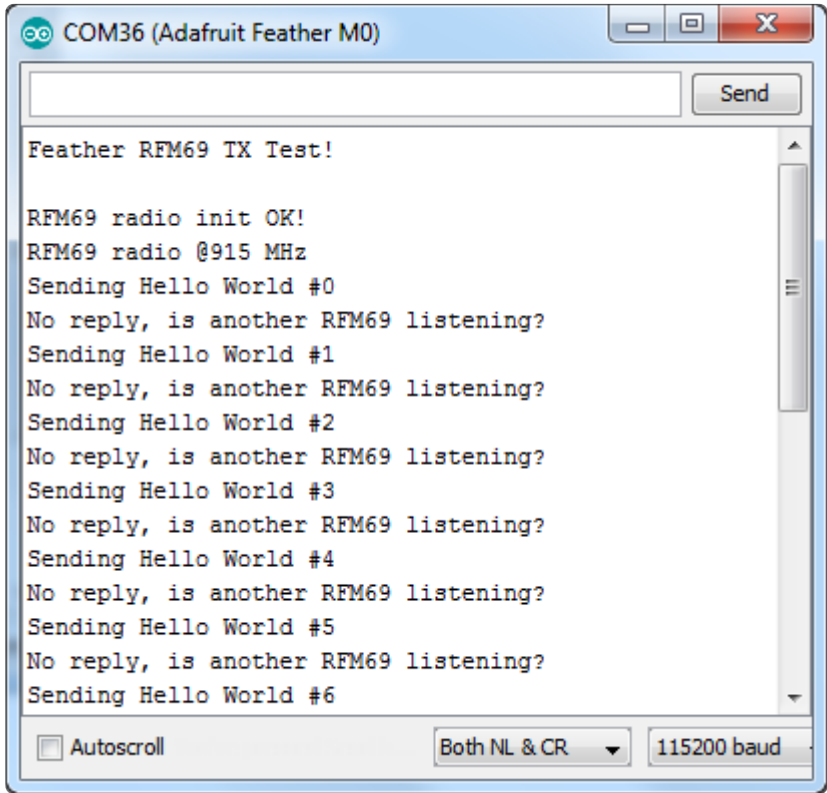 COM36 (Adafruit Feather M0)
Send
Feather RFM69 TX Test!
RFM69 radio init OK!
RFM69 radio @915 MHz
Sending Hello World #0
No reply, is another RFM69 listening?
Sending Hello World #1
No reply, is another RFM69 listening?
Sending Hello World #2
No reply, is another RFM69 listening?
Sending Hello World #3
No reply, is another RFM69 listening?
Sending Hello World #4
No reply, is another RFM69 listening?
Sending Hello World #5
No reply, is another RFM69 listening?
Sending Hello World #6
Autoscroll Both NL & CR 115200 baud